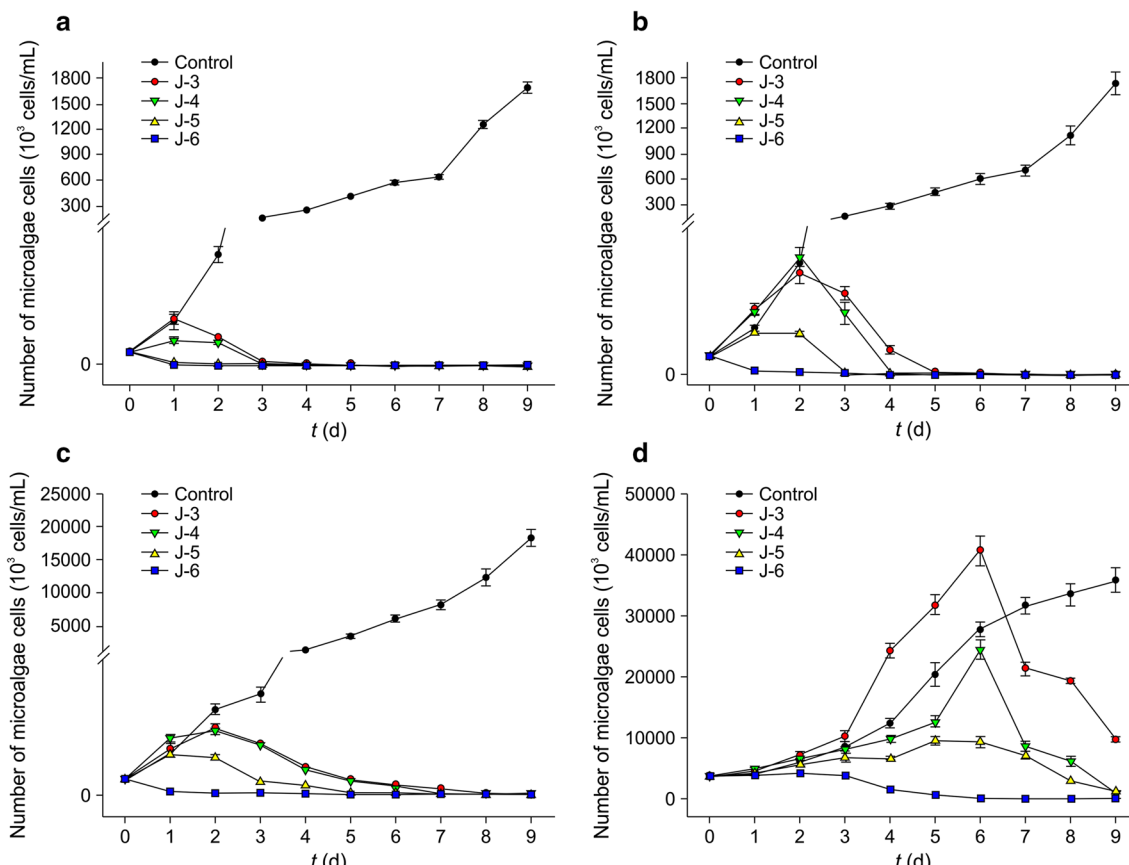 a
Number of microalgae cells (10³ cells/mL)
1800
1500
1200
900
600
300
0
Control
J-3
J-4
J-5
J-6
0 1 2 3 4 5 6 7 8 9
t (d)
b
Number of microalgae cells (10³ cells/mL)
1800
1500
1200
900
600
300
0
Control
J-3
J-4
J-5
J-6
0 1 2 3 4 5 6 7 8 9
t (d)
c
Number of microalgae cells (10³ cells/mL)
25000
20000
15000
10000
5000
0
Control
J-3
J-4
J-5
J-6
0 1 2 3 4 5 6 7 8 9
t (d)
d
Number of microalgae cells (10³ cells/mL)
50000
40000
30000
20000
10000
0
Control
J-3
J-4
J-5
J-6
0 1 2 3 4 5 6 7 8 9
t (d)